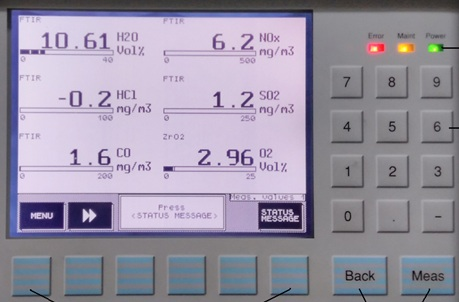 FTIR
10.61 H2O
Vol%
0 40
FTIR
6.2 NOx
mg/m3
0 500
FTIR
-0.2 HCl
mg/m3
0 100
FTIR
1.2 SO2
mg/m3
0 250
FTIR
1.6 CO
mg/m3
0 200
ZrO2
2.96 O2
Vol%
0 25
Meas. values
MENU
Press
<STATUS MESSAGE>
STATUS
MESSAGE
Error Maint Power
7 8 9
4 5 6
1 2 3
0 . -
Back
Meas